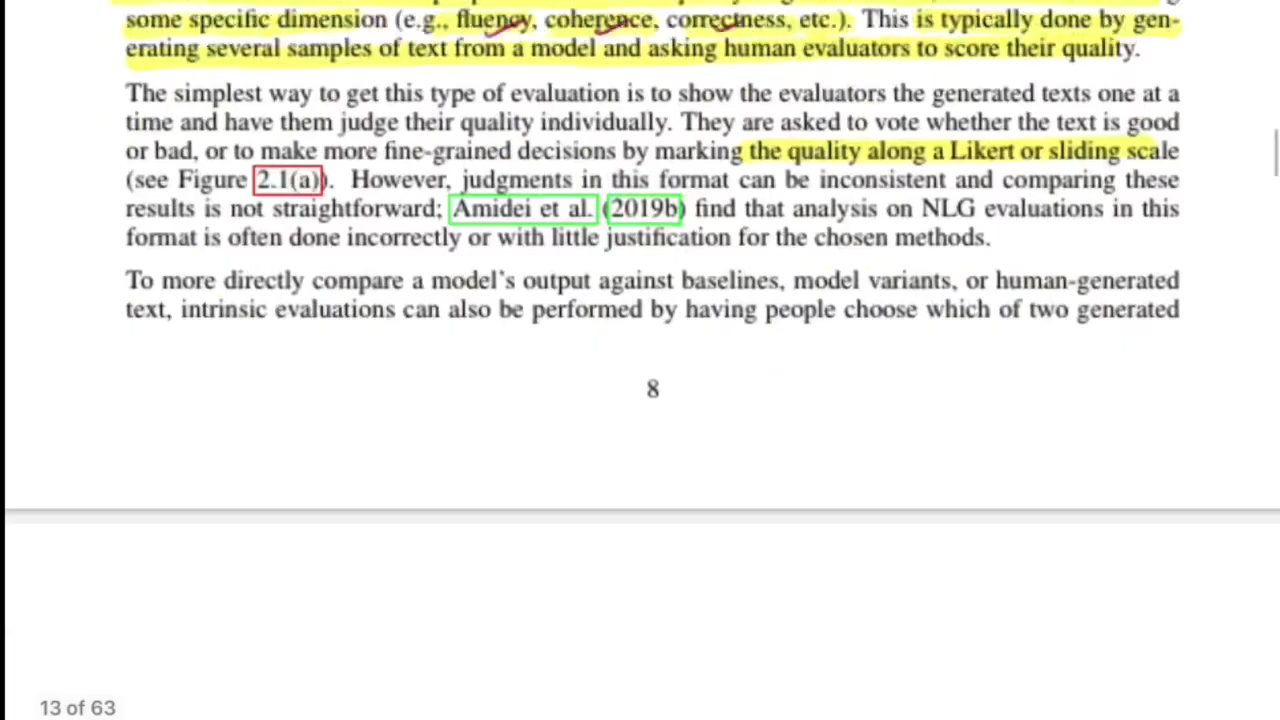 some specific dimension (e.g., fluency, coherence, correctness, etc.). This is typically done by gen-
erating several samples of text from a model and asking human evaluators to score their quality.
The simplest way to get this type of evaluation is to show the evaluators the generated texts one at a
time and have them judge their quality individually. They are asked to vote whether the text is good
or bad, or to make more fine-grained decisions by marking the quality along a Likert or sliding scale
(see Figure 2.1(a)). However, judgments in this format can be inconsistent and comparing these
results is not straightforward; Amidei et al. (2019b) find that analysis on NLG evaluations in this
format is often done incorrectly or with little justification for the chosen methods.
To more directly compare a model's output against baselines, model variants, or human-generated
text, intrinsic evaluations can also be performed by having people choose which of two generated
8
13 of 63